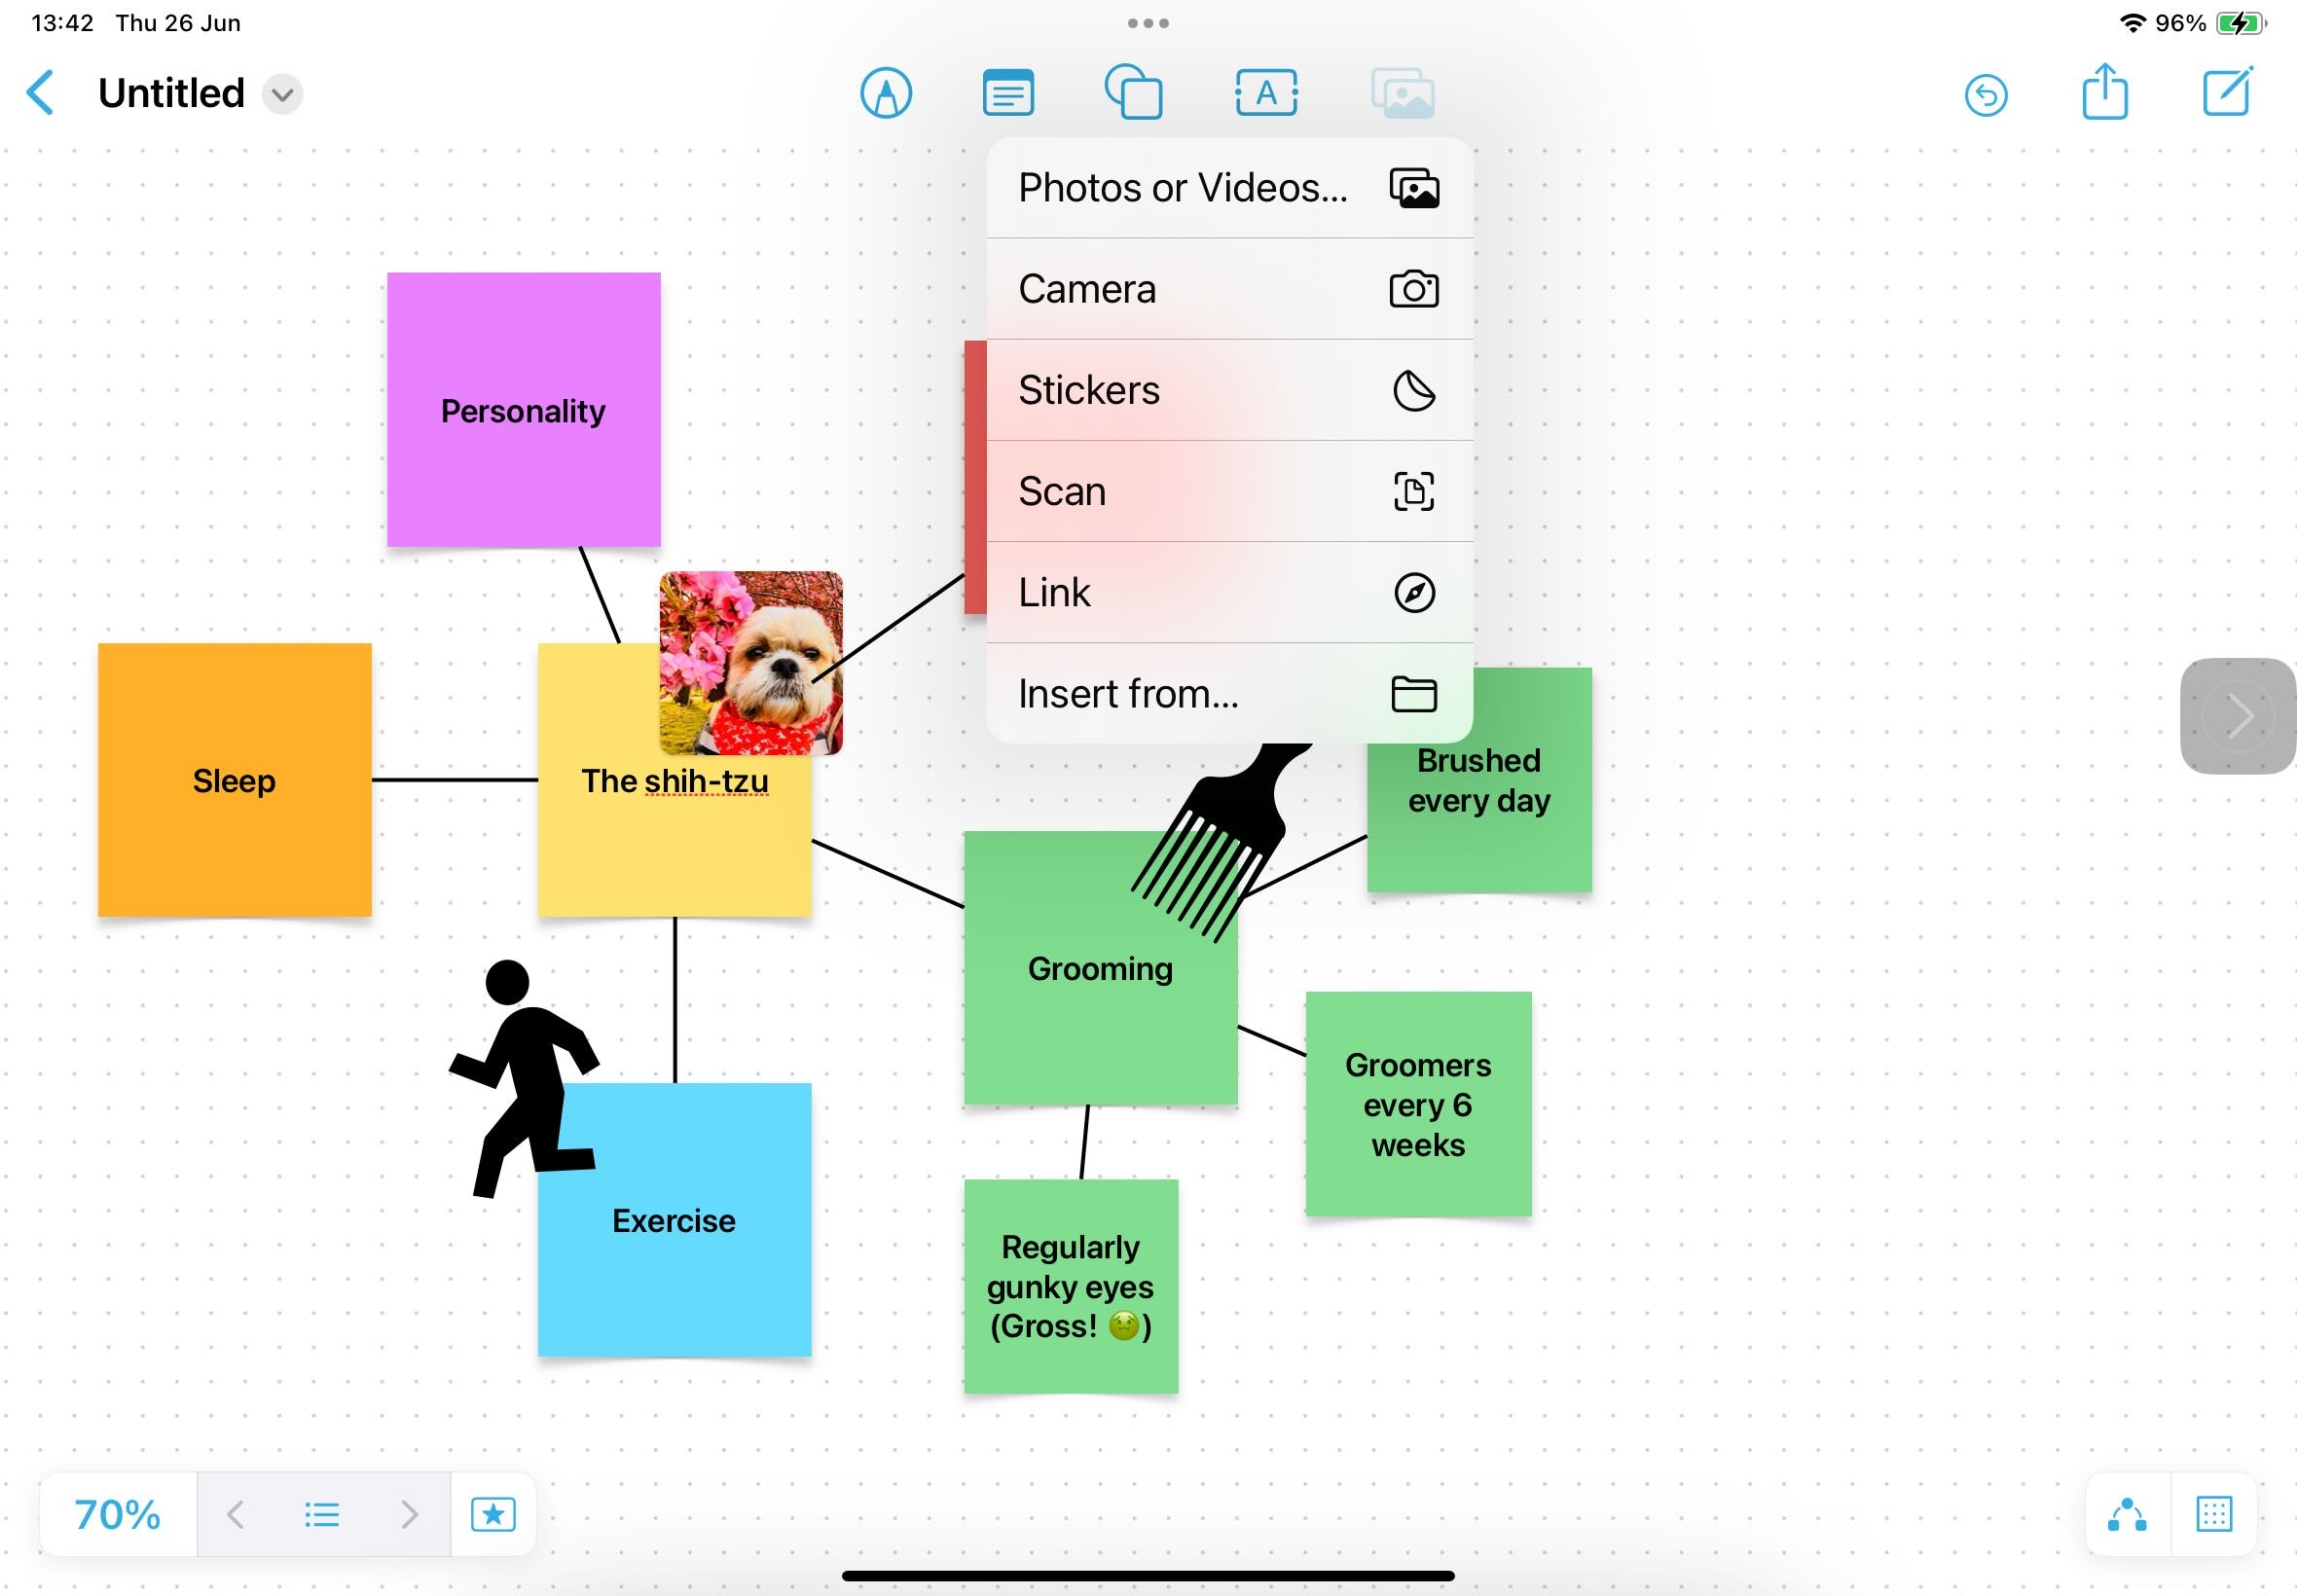 13:42 Thu 26 Jun
96%
Untitled
A
Photos or Videos...
Camera
Stickers
Scan
Link
Insert from...
Personality
Sleep
The shih-tzu
Brushed
every day
Grooming
Groomers
every 6
weeks
Exercise
Regularly
gunky eyes
(Gross! 🤢)
70%